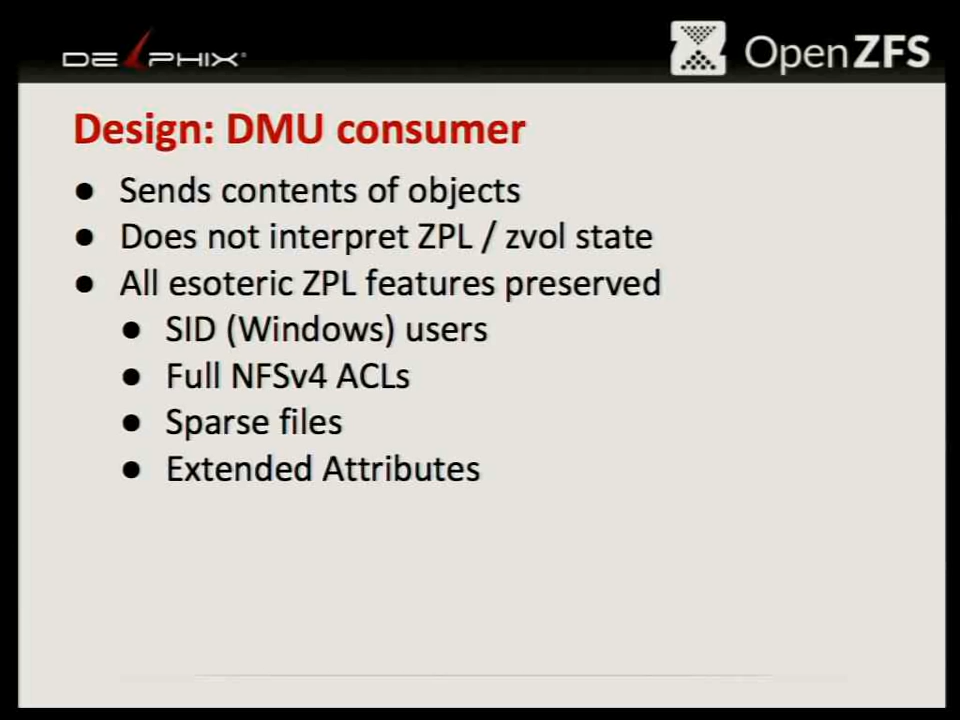 DELPHIX
OpenZFS
Design: DMU consumer
● Sends contents of objects
● Does not interpret ZPL / zvol state
● All esoteric ZPL features preserved
● SID (Windows) users
● Full NFSv4 ACLs
● Sparse files
● Extended Attributes